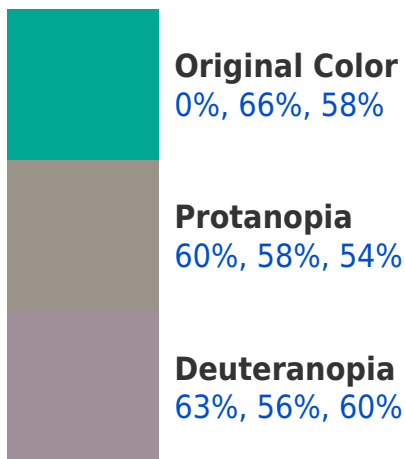 Original Color
0%, 66%, 58%
Protanopia
60%, 58%, 54%
Deuteranopia
63%, 56%, 60%